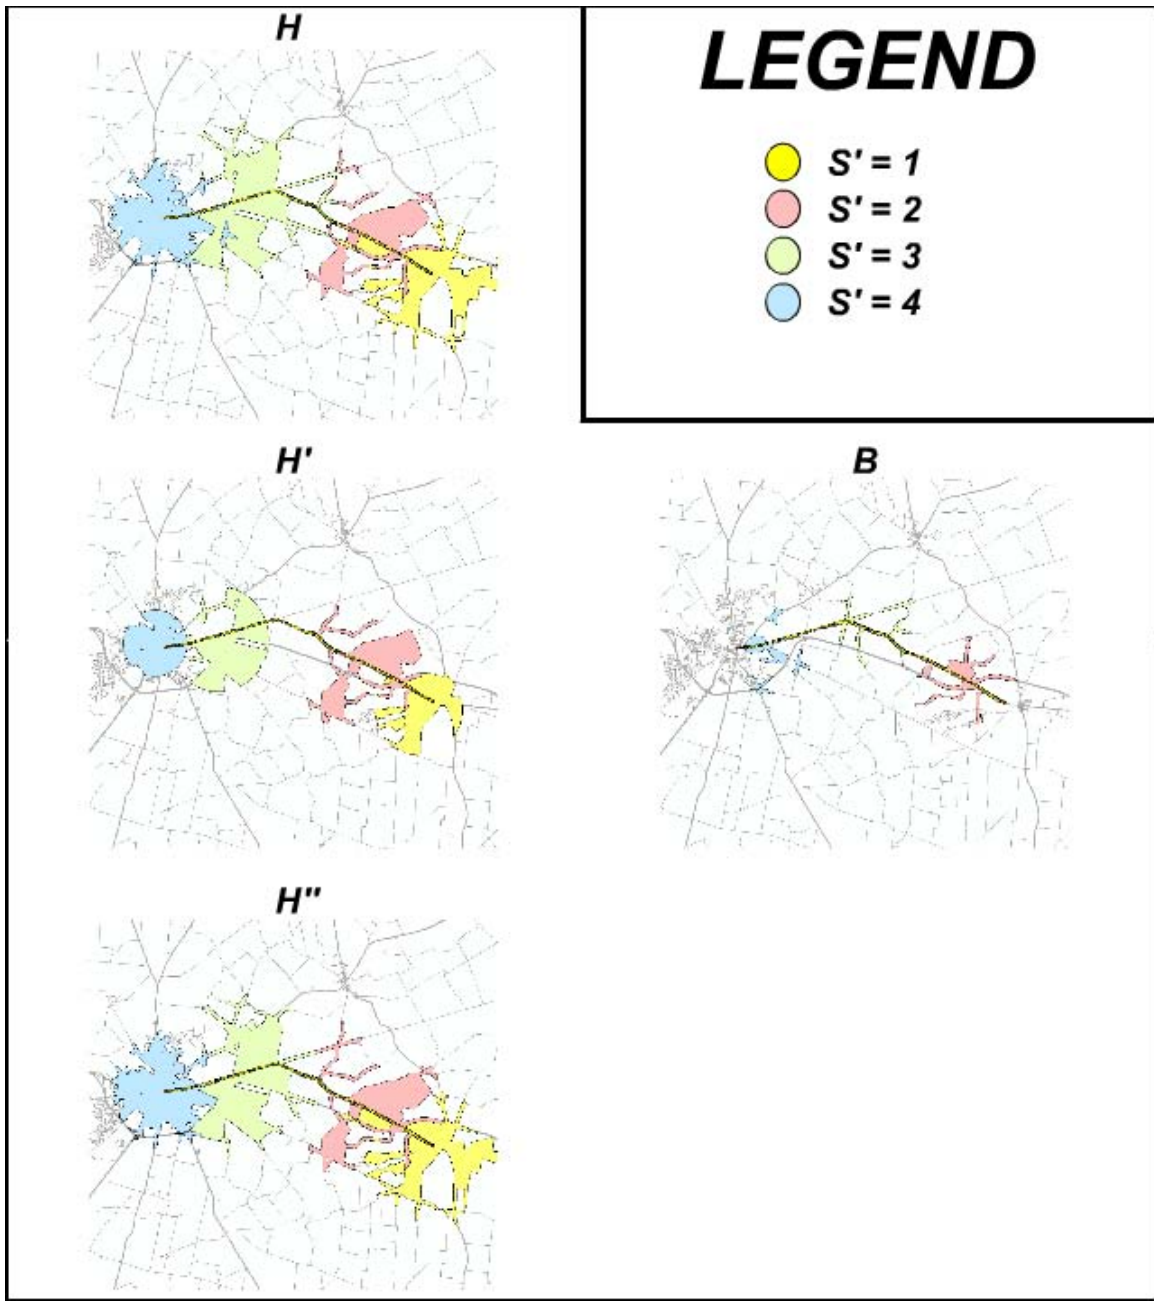 H
LEGEND
S' = 1
S' = 2
S' = 3
S' = 4
H'
B
H"